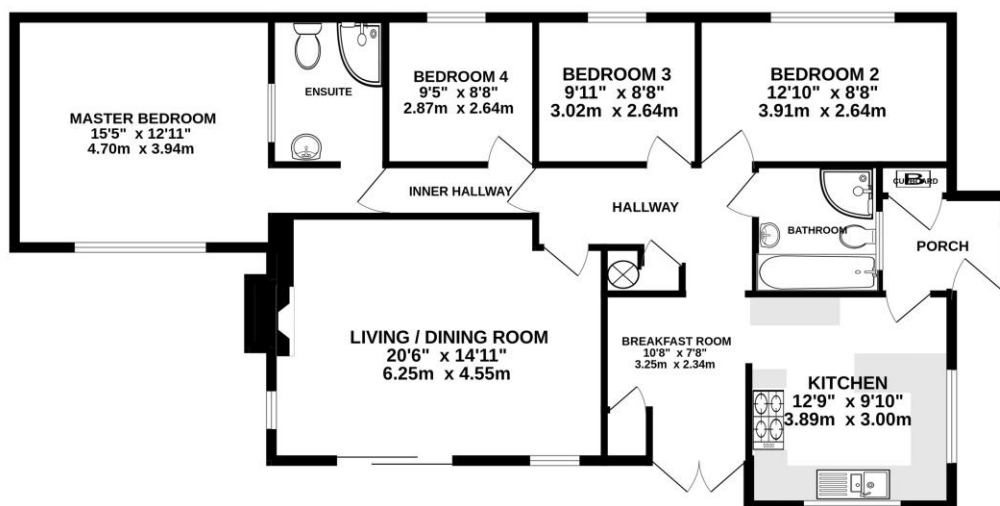 MASTER BEDROOM
15'5" x 12'11"
4.70m x 3.94m
ENSUITE
BEDROOM 4
9'5" x 8'8"
2.87m x 2.64m
BEDROOM 3
9'11" x 8'8"
3.02m x 2.64m
BEDROOM 2
12'10" x 8'8"
3.91m x 2.64m
INNER HALLWAY
HALLWAY
BATHROOM
CUPBOARD
B
PORCH
LIVING / DINING ROOM
20'6" x 14'11"
6.25m x 4.55m
BREAKFAST ROOM
10'8" x 7'8"
3.25m x 2.34m
KITCHEN
12'9" x 9'10"
3.89m x 3.00m